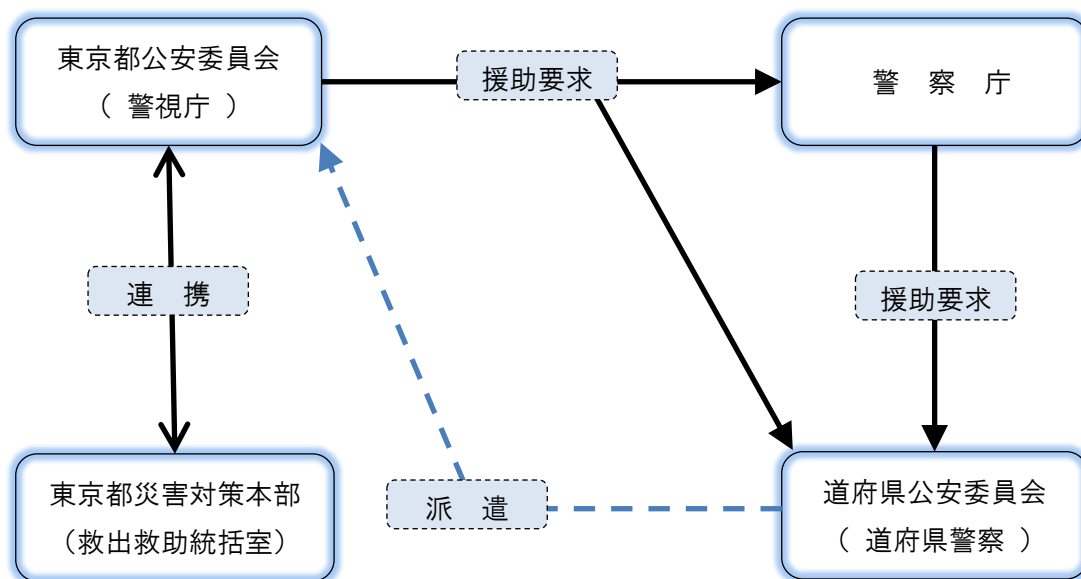 東京都公安委員会
（ 警視庁 ）
援助要求
警　察　庁
連　携
援助要求
東京都災害対策本部
（救出救助統括室）
派　遣
道府県公安委員会
（ 道府県警察 ）